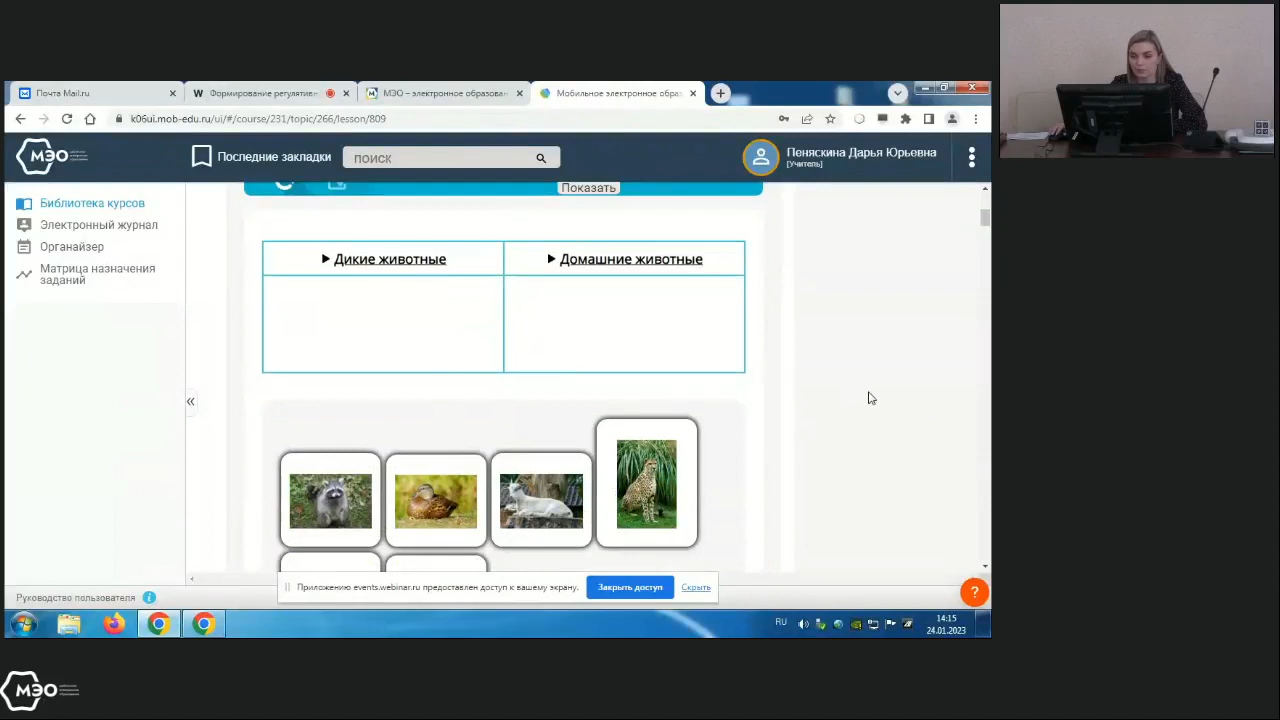 Почта Mail.ru
Формирование регулятивн
МЭО – электронное образован
Мобильное электронное обра
k06ui.mob-edu.ru/ui/#/course/231/topic/266/lesson/809
МЭО
Последние закладки
поиск
Пеняскина Дарья Юрьевна
[Учитель]
Библиотека курсов
Электронный журнал
Органайзер
Матрица назначения
заданий
Показать
Дикие животные
Домашние животные
Приложению events.webinar.ru предоставлен доступ к вашему экрану.
Закрыть доступ
Скрыть
Руководство пользователя
RU
14:15
24.01.2023
МЭО